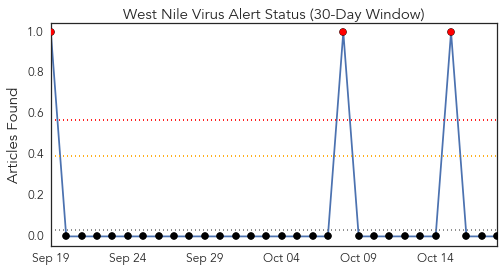 West Nile Virus Alert Status (30-Day Window)
Articles Found
1.0
0.8
0.6
0.4
0.2
0.0
Sep 19 Sep 24 Sep 29 Oct 04 Oct 09 Oct 14